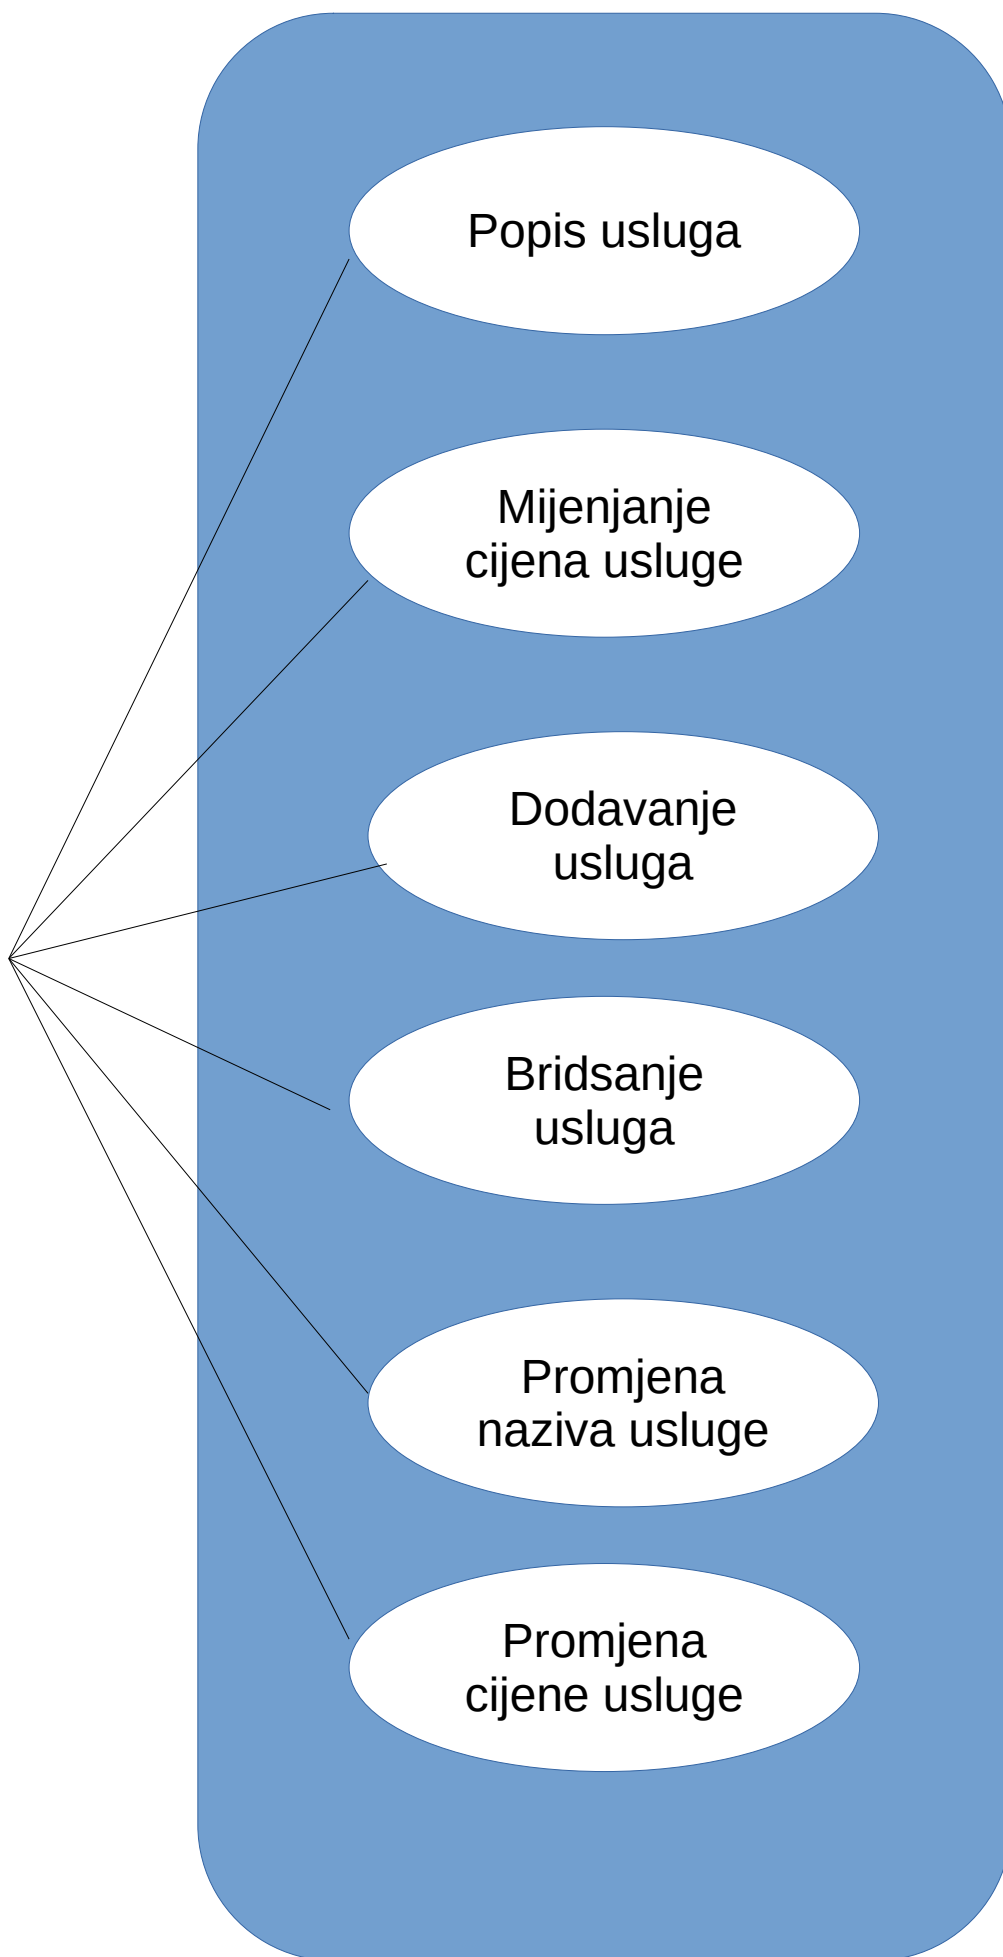 Popis usluga
Mijenjanje
cijena usluge
Dodavanje
usluga
Bridsanje
usluga
Promjena
naziva usluge
Promjena
cijene usluge